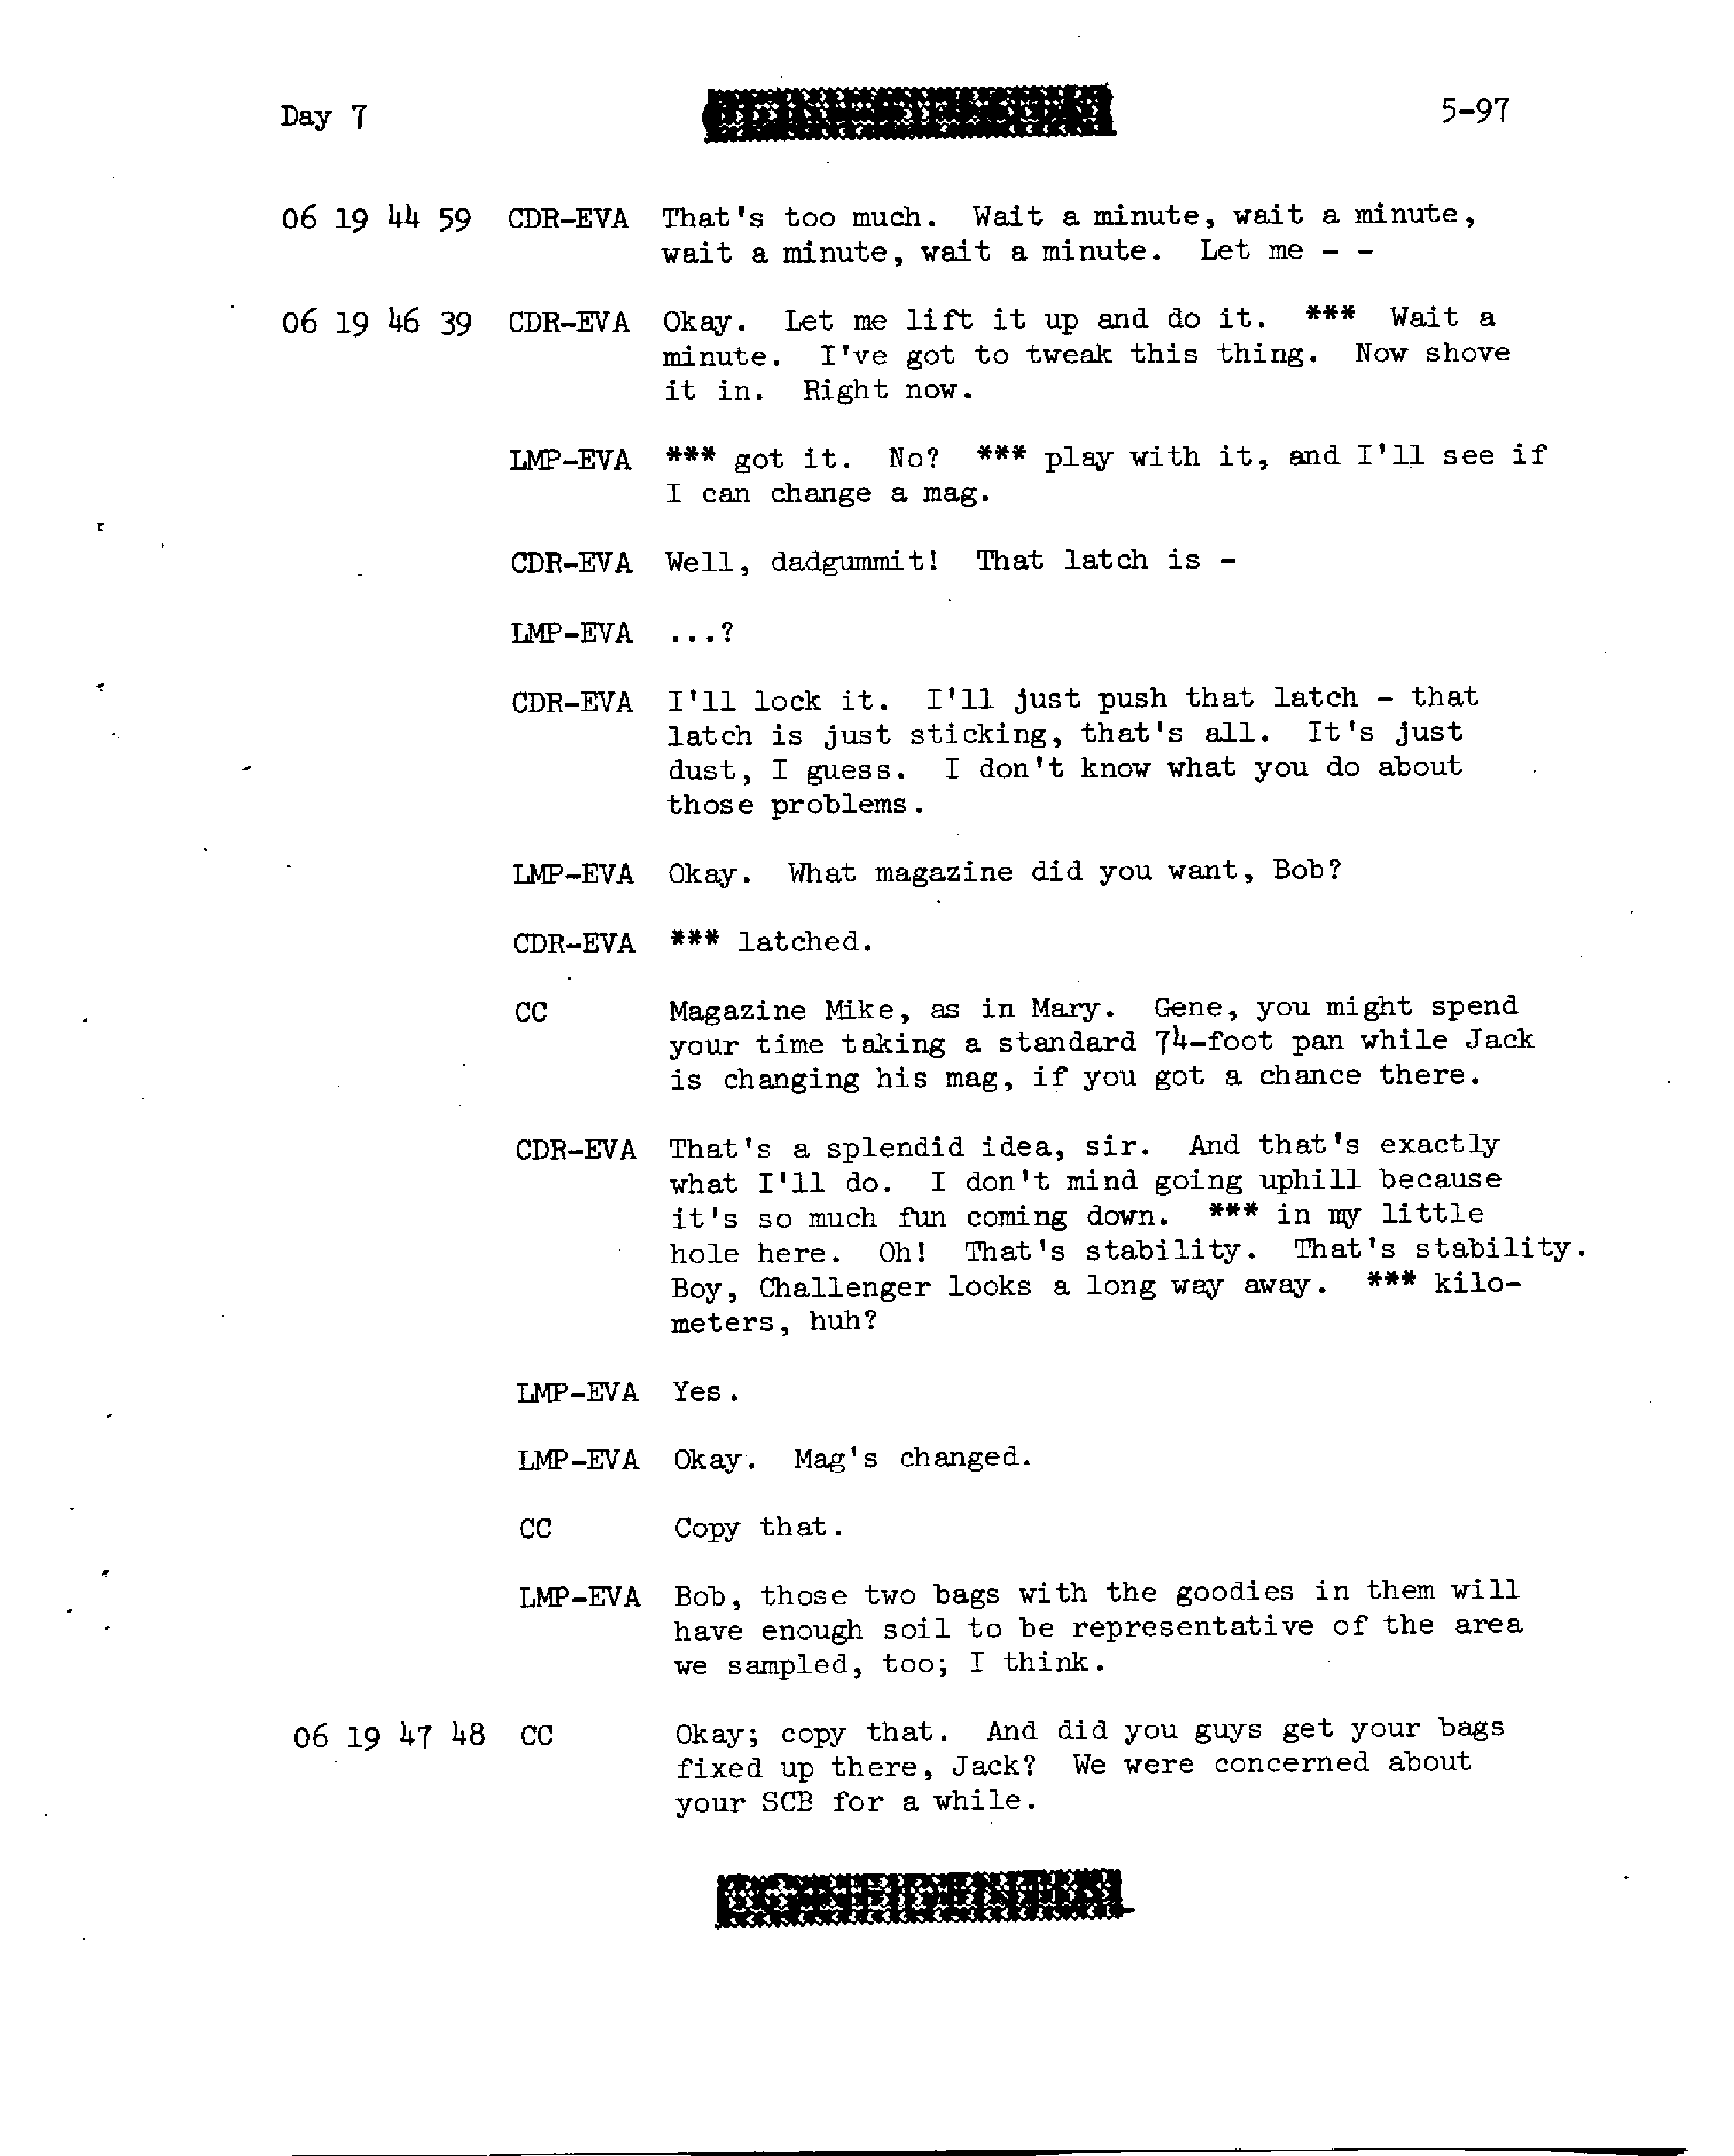 Day 7 5-97
06 19 44 59 CDR-EVA That's too much. Wait a minute, wait a minute,
wait a minute, wait a minute. Let me - -
06 19 46 39 CDR-EVA Okay. Let me lift it up and do it. *** Wait a
minute. I've got to tweak this thing. Now shove
it in. Right now.
LMP-EVA *** got it. No? *** play with it, and I'll see if
I can change a mag.
CDR-EVA Well, dadgummit! That latch is -
LMP-EVA ...?
CDR-EVA I'll lock it. I'll just push that latch - that
latch is just sticking, that's all. It's just
dust, I guess. I don't know what you do about
those problems.
LMP-EVA Okay. What magazine did you want, Bob?
CDR-EVA *** latched.
CC Magazine Mike, as in Mary. Gene, you might spend
your time taking a standard 74-foot pan while Jack
is changing his mag, if you got a chance there.
CDR-EVA That's a splendid idea, sir. And that's exactly
what I'll do. I don't mind going uphill because
it's so much fun coming down. *** in my little
hole here. Oh! That's stability. That's stability.
Boy, Challenger looks a long way away. *** kilo-
meters, huh?
LMP-EVA Yes.
LMP-EVA Okay. Mag's changed.
CC Copy that.
LMP-EVA Bob, those two bags with the goodies in them will
have enough soil to be representative of the area
we sampled, too; I think.
06 19 47 48 CC Okay; copy that. And did you guys get your bags
fixed up there, Jack? We were concerned about
your SCB for a while.
CONFIDENTIAL